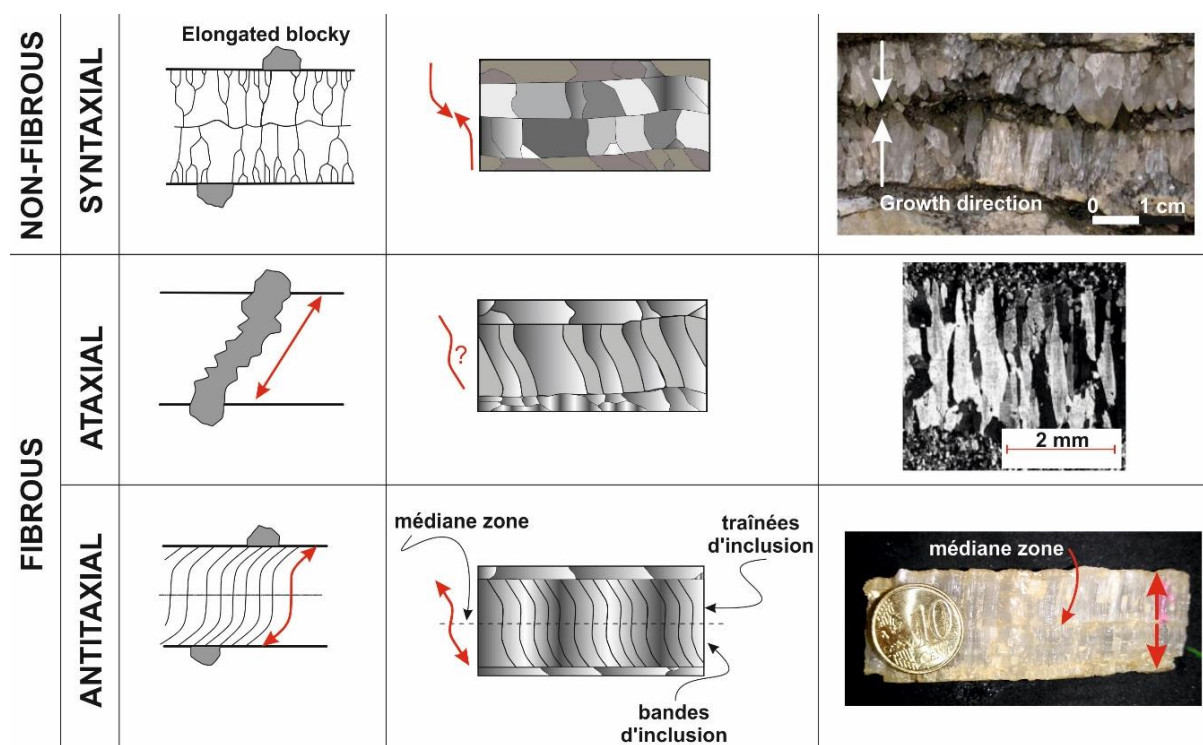 NON-FIBROUS
SYNTAXIAL
Elongated blocky
Growth direction
0 1 cm
FIBROUS
ATAXIAL
?
2 mm
ANTITAXIAL
médiane zone
traînées
d'inclusion
bandes
d'inclusion
médiane zone
10